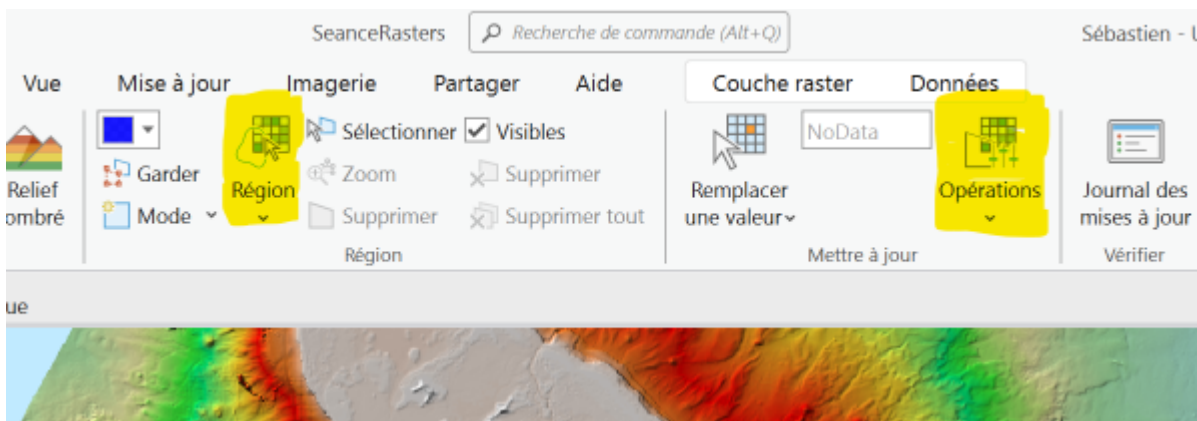 SeanceRasters Recherche de commande (Alt+Q) Sébastien -
Vue Mise à jour Imagerie Partager Aide Couche raster Données
Sélectionner Visibles NoData
Garder Zoom Supprimer
Relief Région Remplacer Opérations Journal des
ombré Mode Supprimer Supprimer tout une valeur mises à jour
Région Mettre à jour Vérifier
ue